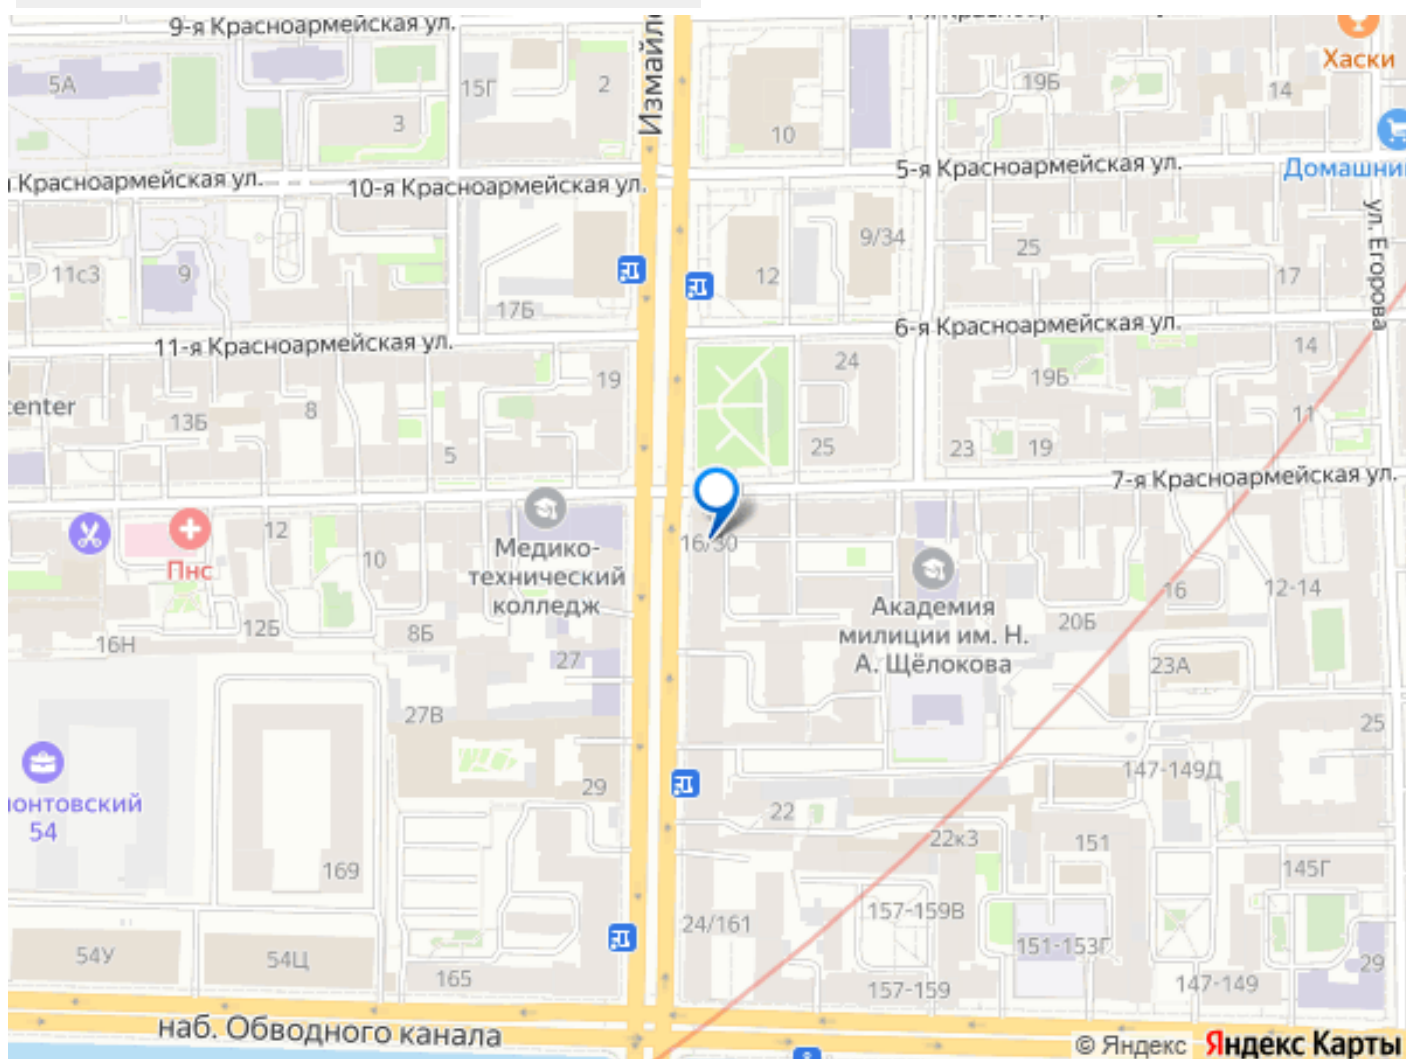 9-я Красноармейская ул.
Измайл
Хаски
5А
15Г
2
3
10
19Б
14
Домашни
Красноармейская ул.
10-я Красноармейская ул.
5-я Красноармейская ул.
ул. Егорова
11с3
9
17Б
12
9/34
25
17
11-я Красноармейская ул.
6-я Красноармейская ул.
center
13Б
8
19
5
24
25
23
19
19Б
14
11
7-я Красноармейская ул.
12
10
Пнс
Медико-
технический
колледж
16/30
Академия
милиции им. Н.
А. Щёлокова
16
12-14
20Б
16Н
12Б
8Б
27
23А
27В
25
29
22
147-149Д
онтовский
54
169
22к3
151
145Г
24/161
157-159В
151-153Г
54У
54Ц
165
157-159
147-149
29
наб. Обводного канала
© Яндекс Яндекс Карты